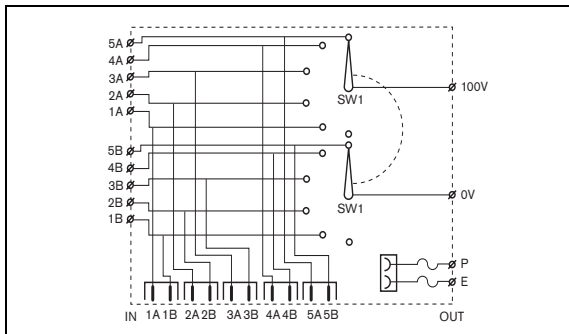 5A
4A
3A
2A
1A
5B
4B
3B
2B
1B
SW1
100V
SW1
0V
P
E
IN 1A 1B 2A 2B 3A 3B 4A 4B 5A 5B OUT